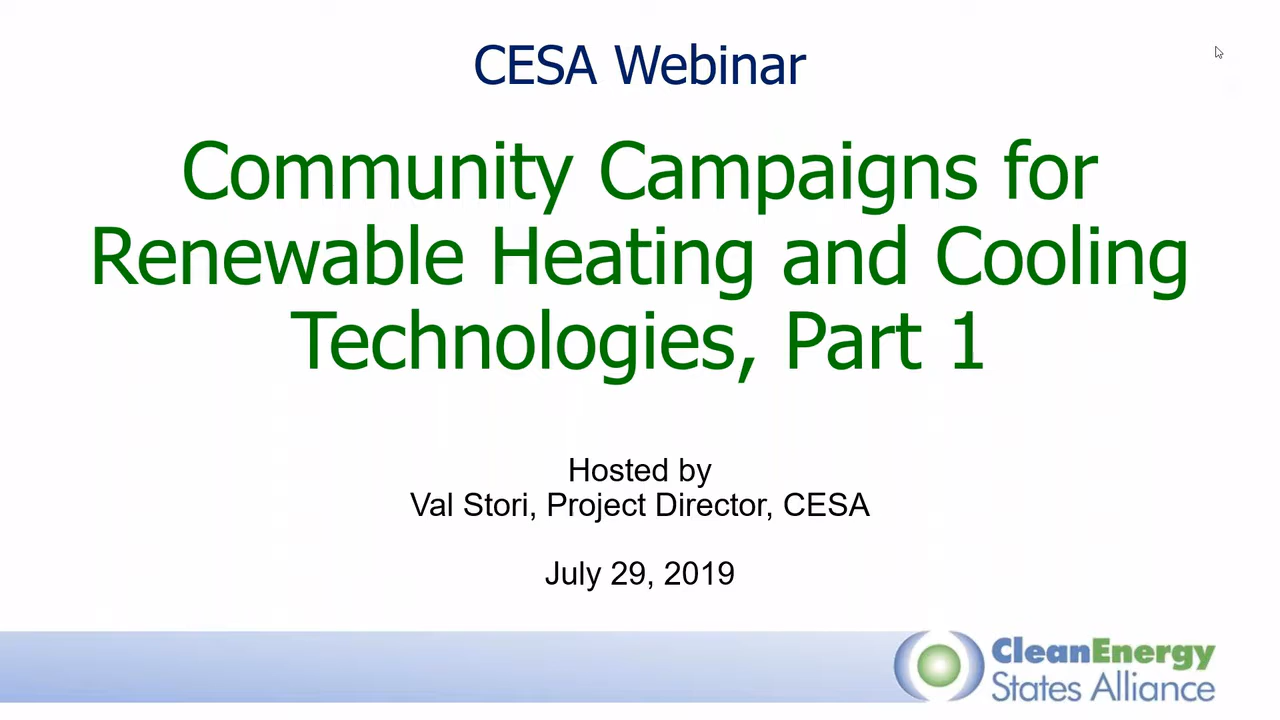 CESA Webinar
Community Campaigns for
Renewable Heating and Cooling
Technologies, Part 1
Hosted by
Val Stori, Project Director, CESA
July 29, 2019
CleanEnergy
States Alliance